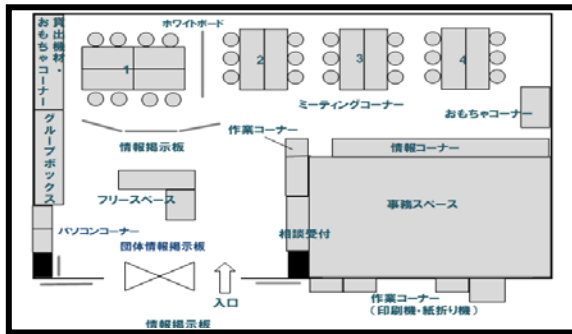 貸出機材・
おもちゃコーナー
ホワイトボード
1
2
3
4
ミーティングコーナー
おもちゃコーナー
グループボックス
情報掲示板
作業コーナー
情報コーナー
フリースペース
事務スペース
パソコンコーナー
相談受付
団体情報掲示板
入口
作業コーナー
（印刷機・紙折り機）
情報掲示板